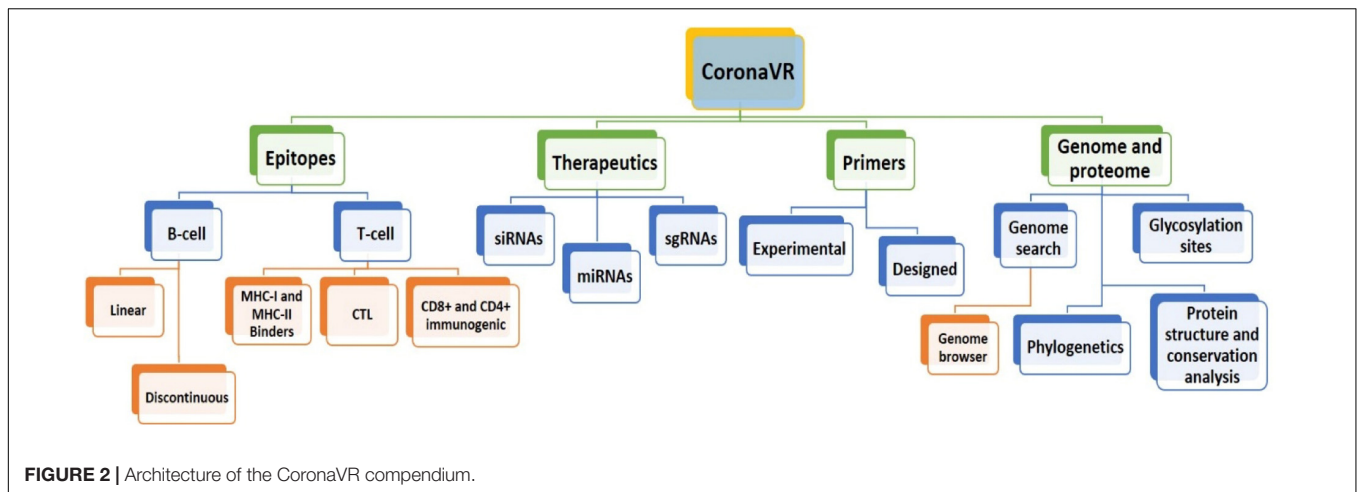 CoronaVR
Epitopes
Therapeutics
Primers
Genome and
proteome
B-cell
T-cell
siRNAs
miRNAs
sgRNAs
Experimental
Designed
Genome
search
Glycosylation
sites
Linear
Discontinuous
MHC-I and
MHC-II
Binders
CTL
CD8+ and CD4+
immunogenic
Genome
browser
Phylogenetics
Protein
structure and
conservation
analysis
FIGURE 2 | Architecture of the CoronaVR compendium.